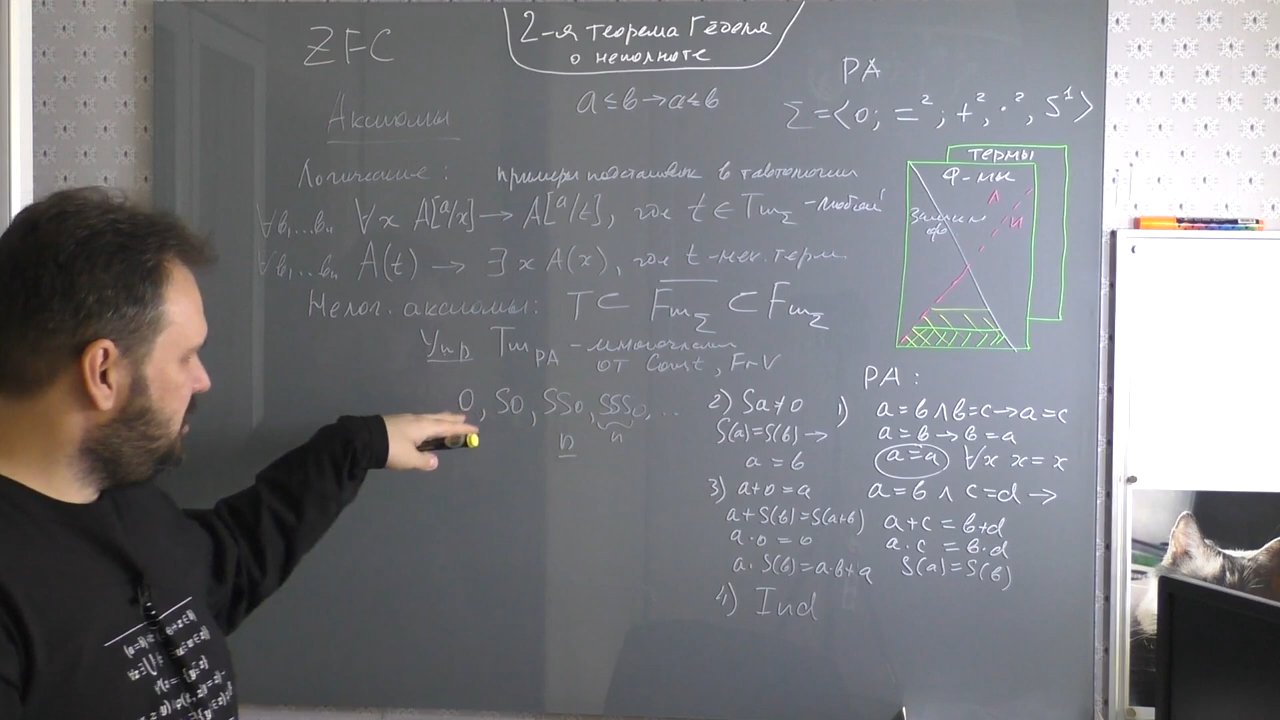 ZFC
2-я теорема Гёделя
о неполноте
a ≤ b → a ≤ b
PA
Σ = <0; =², +², ·², S¹>
Аксиомы
Логические: примеры подстановок в тавтологии
∀b₁...bₙ ∀x A[a/x] → A[a/t], где t ∈ Tm_Σ - любой
∀b₁...bₙ A(t) → ∃x A(x), где t - нек. терм
Нелог. аксиомы: T ⊂ F̅m̅_Σ ⊂ Fm_Σ
Упр Tm_PA - многочлены
от Const, FrV
0, S0, SS0, SSS0, ...
n
n
термы
Ф-мы
Л
И
2) Sa ≠ 0
S(a) = S(b) →
a = b
3) a + 0 = a
a + S(b) = S(a+b)
a · 0 = 0
a · S(b) = a·b + a
4) Ind
PA:
1) a = b ∧ b = c → a = c
a = b → b = a
a = a ∀x x = x
a = b ∧ c = d →
a + c = b + d
a · c = b · d
S(a) = S(b)